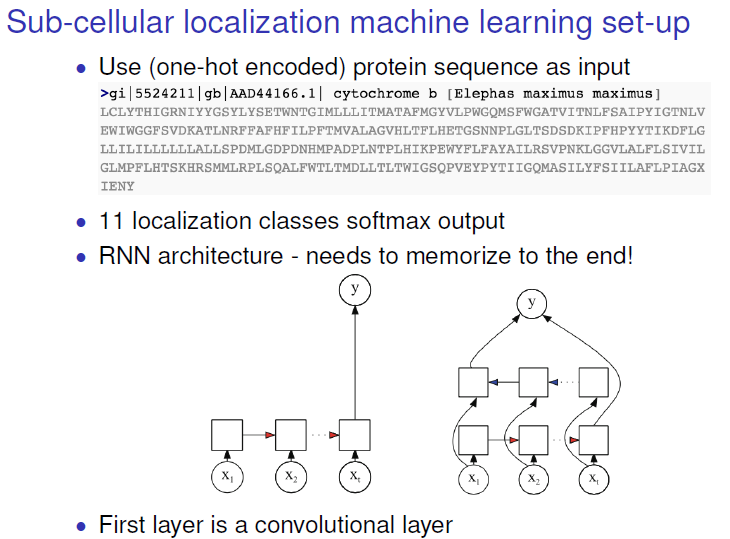 Sub-cellular localization machine learning set-up
• Use (one-hot encoded) protein sequence as input
>gi|5524211|gb|AAD44166.1| cytochrome b [Elephas maximus maximus]
LCLYTHIGRNIYYGSYLYSETWNTGIMLLLITMATAFMGYVLPWGQMSFWGATVITNLFSAIPYIGTNLV
EWIWGGFSVDKATLNRFFAFHFILPFTMVALAGVHLTFLHETGSNNPLGLTSDSDKIPFHPYYTIKDFLG
LLILILLLLLLALLSPDMLGDPDNHMPADPLNTPLHIKPEWYFLFAYAILRSVPNKLGGVLALFLSIVIL
GLMPFLHTSKHRSMMLRPLSQALFWTLTMDLLTLTWIGSQPVEYPYTIIGQMASILYFSIILAFLPIAGX
IENY
• 11 localization classes softmax output
• RNN architecture - needs to memorize to the end!
y
y
x1 x2 xt
x1 x2 xt
• First layer is a convolutional layer